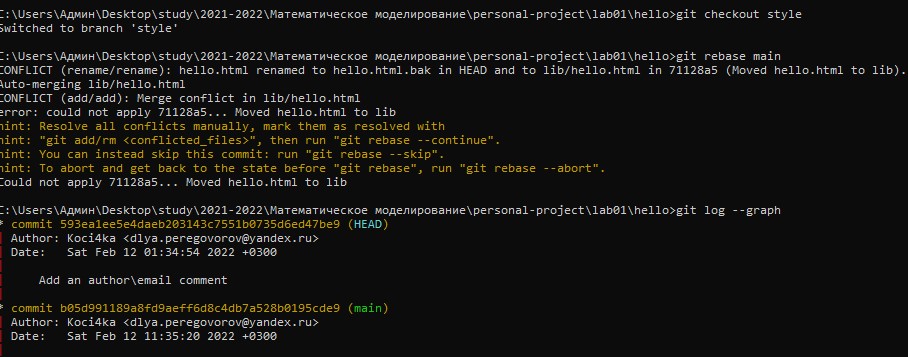 C:\Users\Админ\Desktop\study\2021-2022\Математическое моделирование\personal-project\lab01\hello>git checkout style
Switched to branch 'style'
C:\Users\Админ\Desktop\study\2021-2022\Математическое моделирование\personal-project\lab01\hello>git rebase main
CONFLICT (rename/rename): hello.html renamed to hello.html.bak in HEAD and to lib/hello.html in 71128a5 (Moved hello.html to lib).
Auto-merging lib/hello.html
CONFLICT (add/add): Merge conflict in lib/hello.html
error: could not apply 71128a5... Moved hello.html to lib
hint: Resolve all conflicts manually, mark them as resolved with
hint: "git add/rm <conflicted_files>", then run "git rebase --continue".
hint: You can instead skip this commit: run "git rebase --skip".
hint: To abort and get back to the state before "git rebase", run "git rebase --abort".
Could not apply 71128a5... Moved hello.html to lib
C:\Users\Админ\Desktop\study\2021-2022\Математическое моделирование\personal-project\lab01\hello>git log --graph
* commit 593ea1ee5e4daeb203143c7551b0735d6ed47be9 (HEAD)
| Author: Koci4ka <dlya.peregovorov@yandex.ru>
| Date:   Sat Feb 12 01:34:54 2022 +0300
|
|     Add an author\email comment
|
* commit b05d991189a8fd9aeff6d8c4db7a528b0195cde9 (main)
| Author: Koci4ka <dlya.peregovorov@yandex.ru>
| Date:   Sat Feb 12 11:35:20 2022 +0300
|